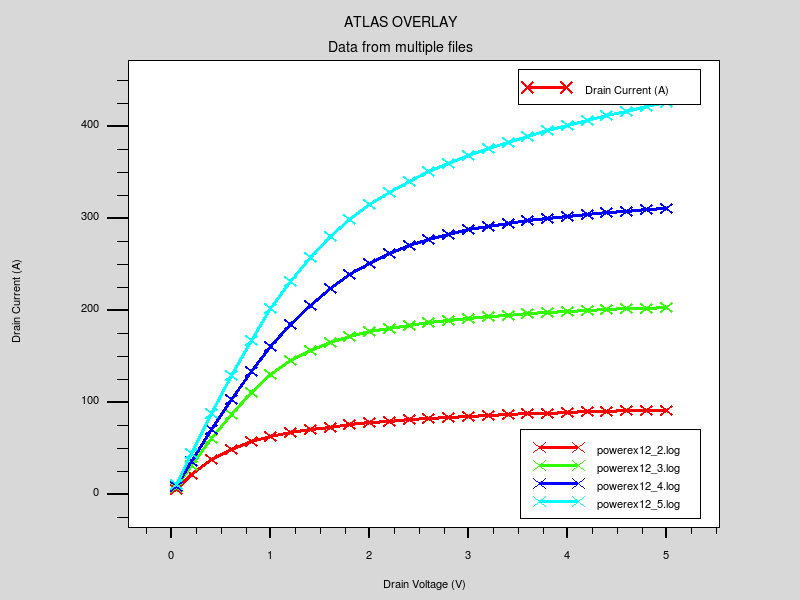 ATLAS OVERLAY
Data from multiple files
Drain Current (A)
400
300
200
100
0
Drain Current (A)
powerex12_2.log
powerex12_3.log
powerex12_4.log
powerex12_5.log
0 1 2 3 4 5
Drain Voltage (V)